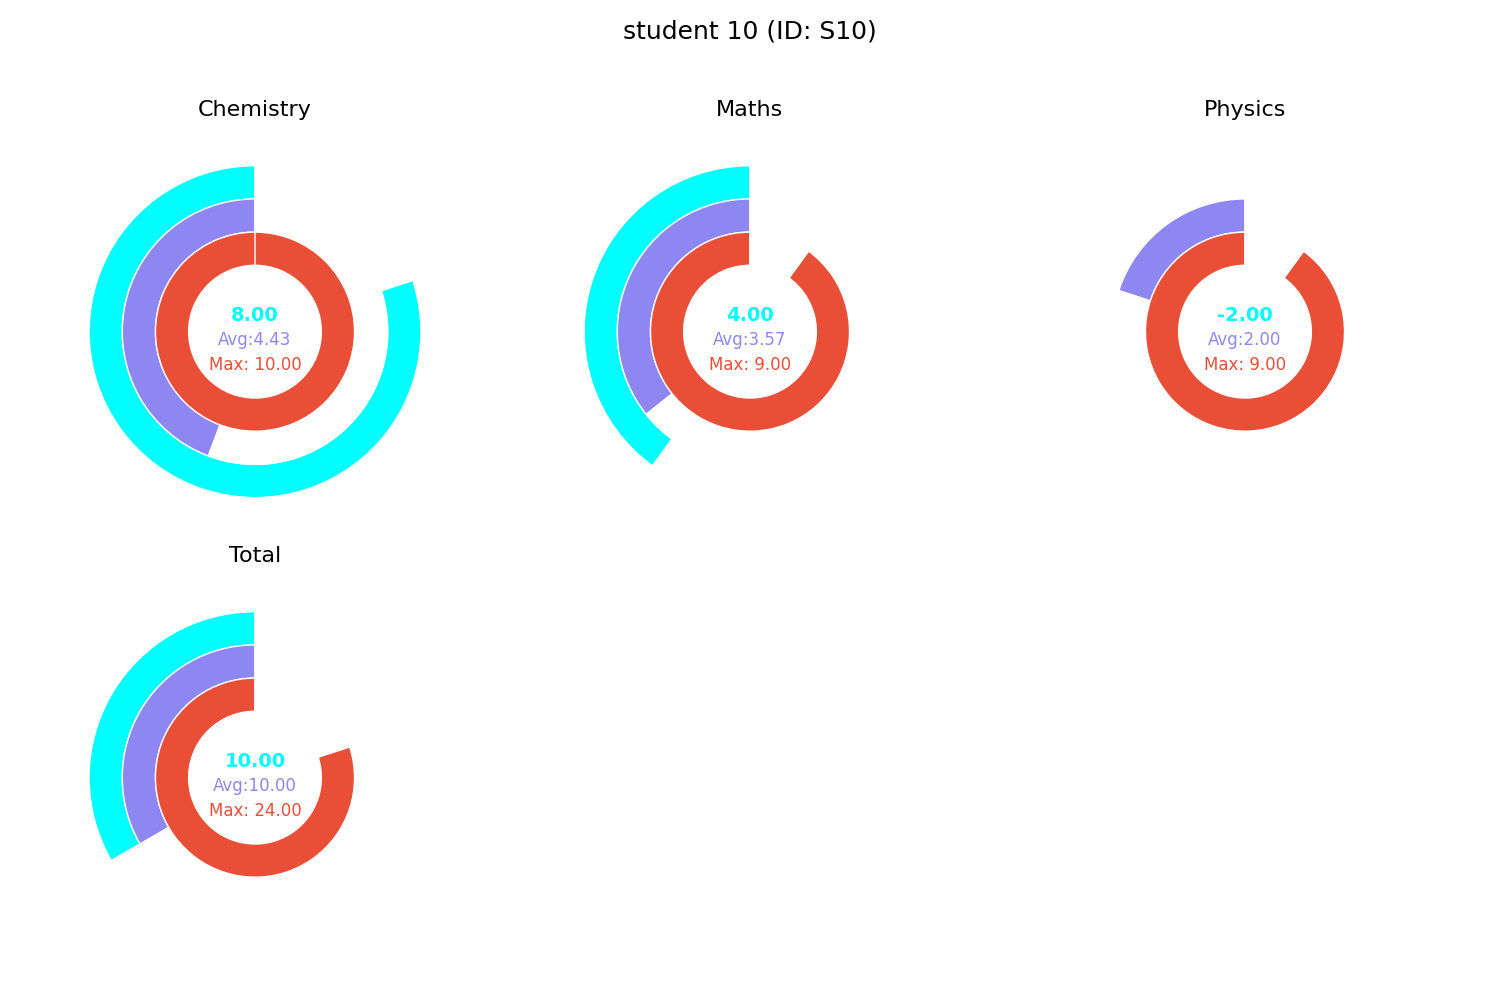 student 10 (ID: S10)
Chemistry
8.00
Avg:4.43
Max: 10.00
Maths
4.00
Avg:3.57
Max: 9.00
Physics
-2.00
Avg:2.00
Max: 9.00
Total
10.00
Avg:10.00
Max: 24.00